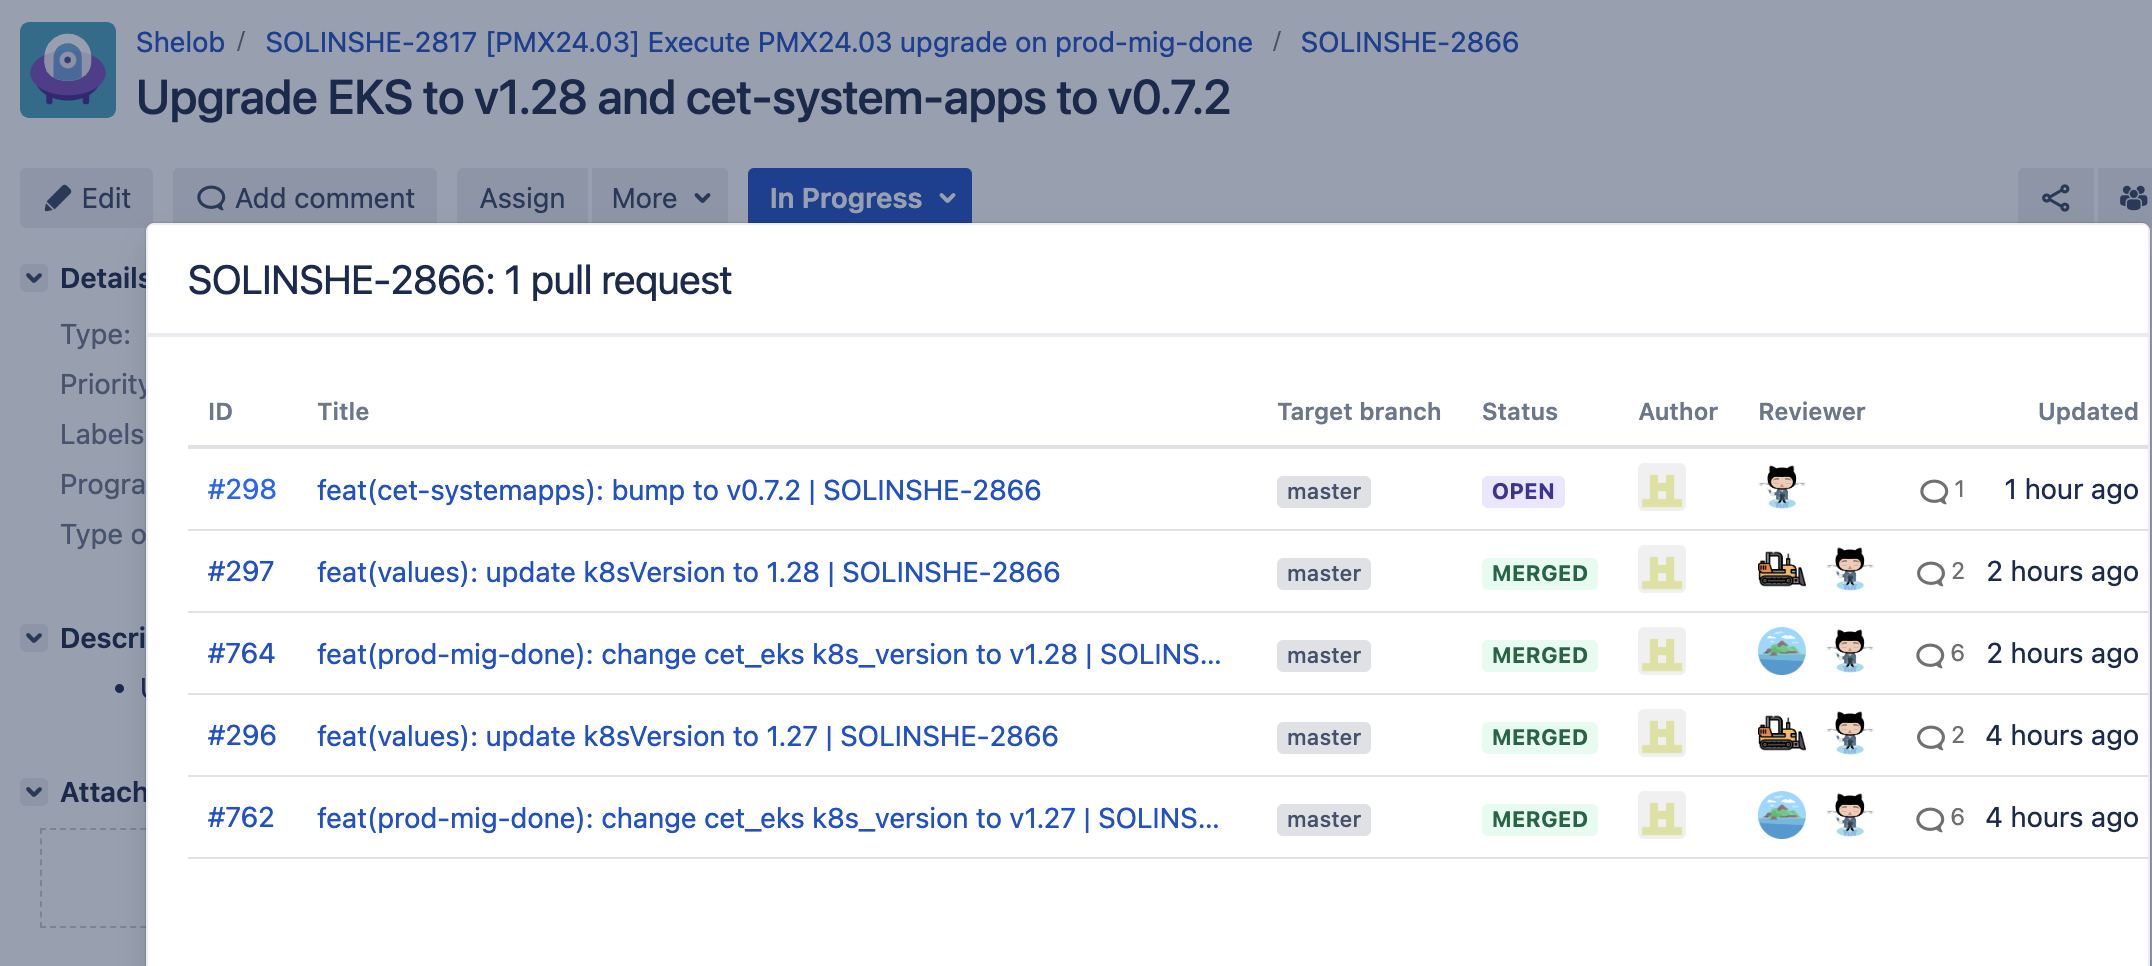 Shelob / SOLINSHE-2817 [PMX24.03] Execute PMX24.03 upgrade on prod-mig-done / SOLINSHE-2866
Upgrade EKS to v1.28 and cet-system-apps to v0.7.2
Edit Add comment Assign More In Progress
SOLINSHE-2866: 1 pull request
Details
Type:
Priority
Labels
Progra
Type o
Descri
Attach
ID Title Target branch Status Author Reviewer Updated
#298 feat(cet-systemapps): bump to v0.7.2 | SOLINSHE-2866 master OPEN 1 1 hour ago
#297 feat(values): update k8sVersion to 1.28 | SOLINSHE-2866 master MERGED 2 2 hours ago
#764 feat(prod-mig-done): change cet_eks k8s_version to v1.28 | SOLINS... master MERGED 6 2 hours ago
#296 feat(values): update k8sVersion to 1.27 | SOLINSHE-2866 master MERGED 2 4 hours ago
#762 feat(prod-mig-done): change cet_eks k8s_version to v1.27 | SOLINS... master MERGED 6 4 hours ago